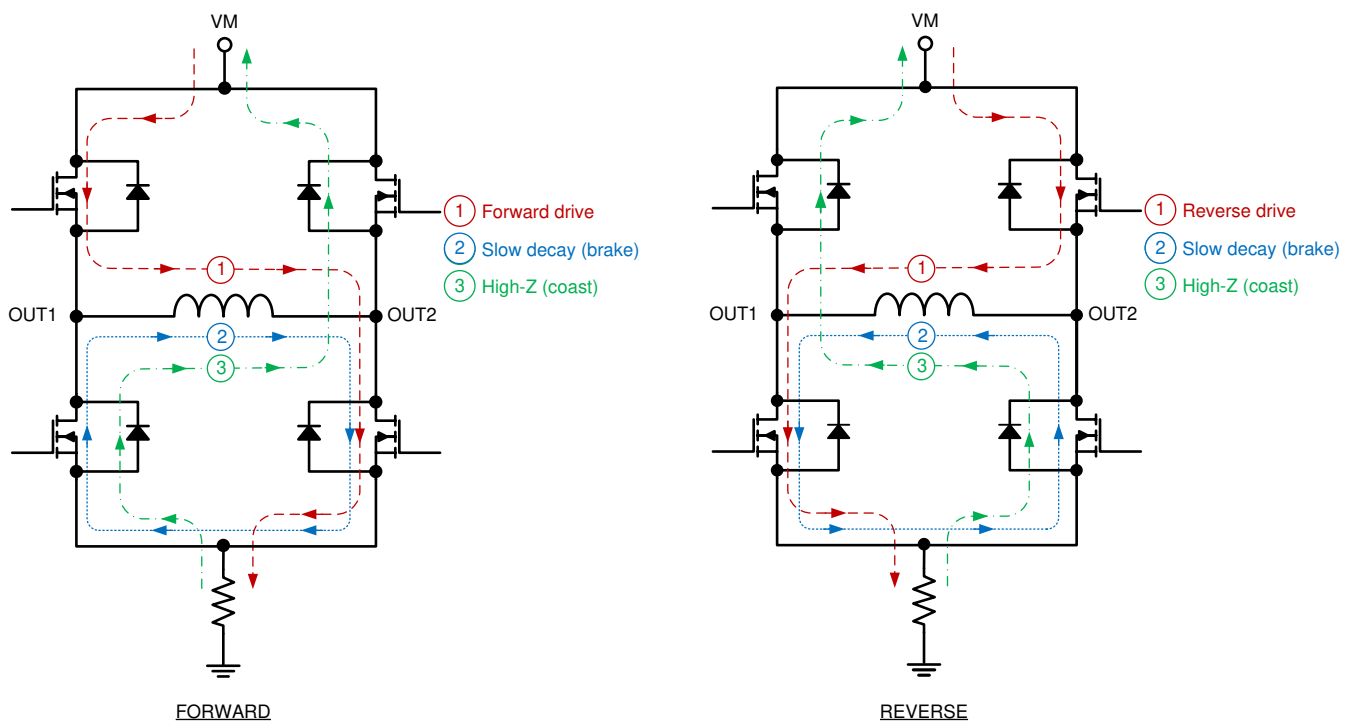 VM
1 Forward drive
2 Slow decay (brake)
3 High-Z (coast)
1
OUT1
OUT2
2
3
FORWARD
VM
1 Reverse drive
2 Slow decay (brake)
3 High-Z (coast)
1
OUT1
OUT2
2
3
REVERSE